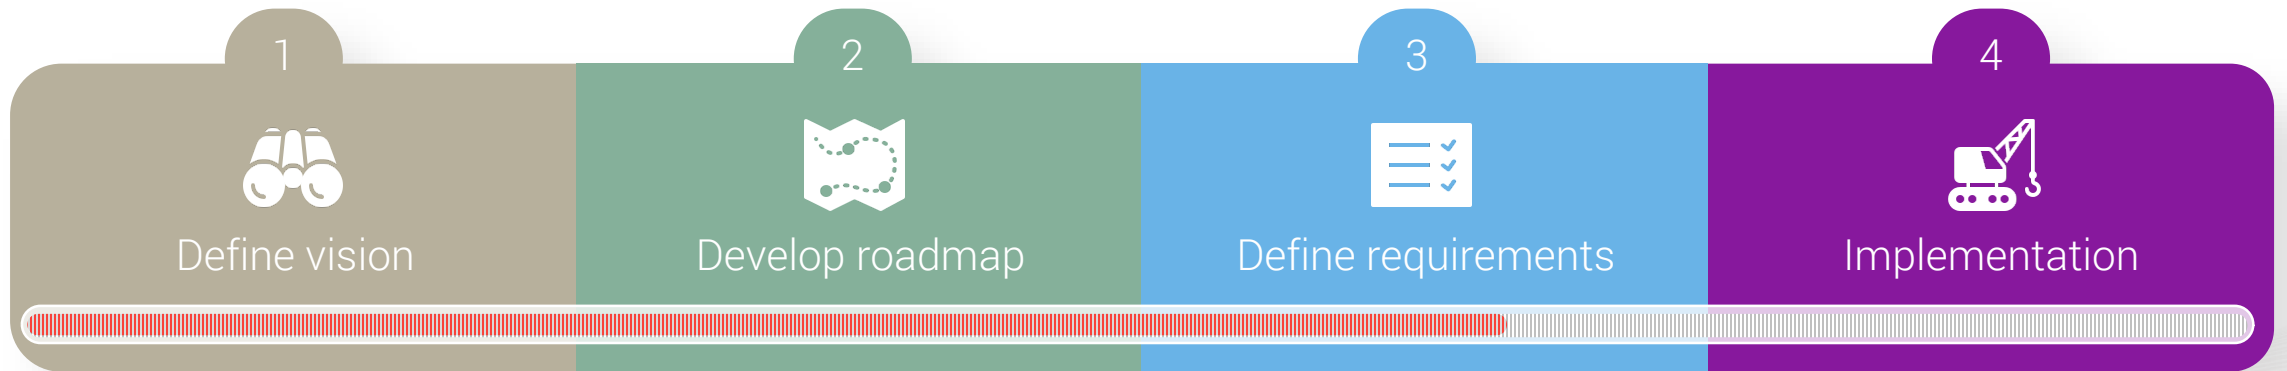 1
2
3
4
Define vision
Develop roadmap
Define requirements
Implementation